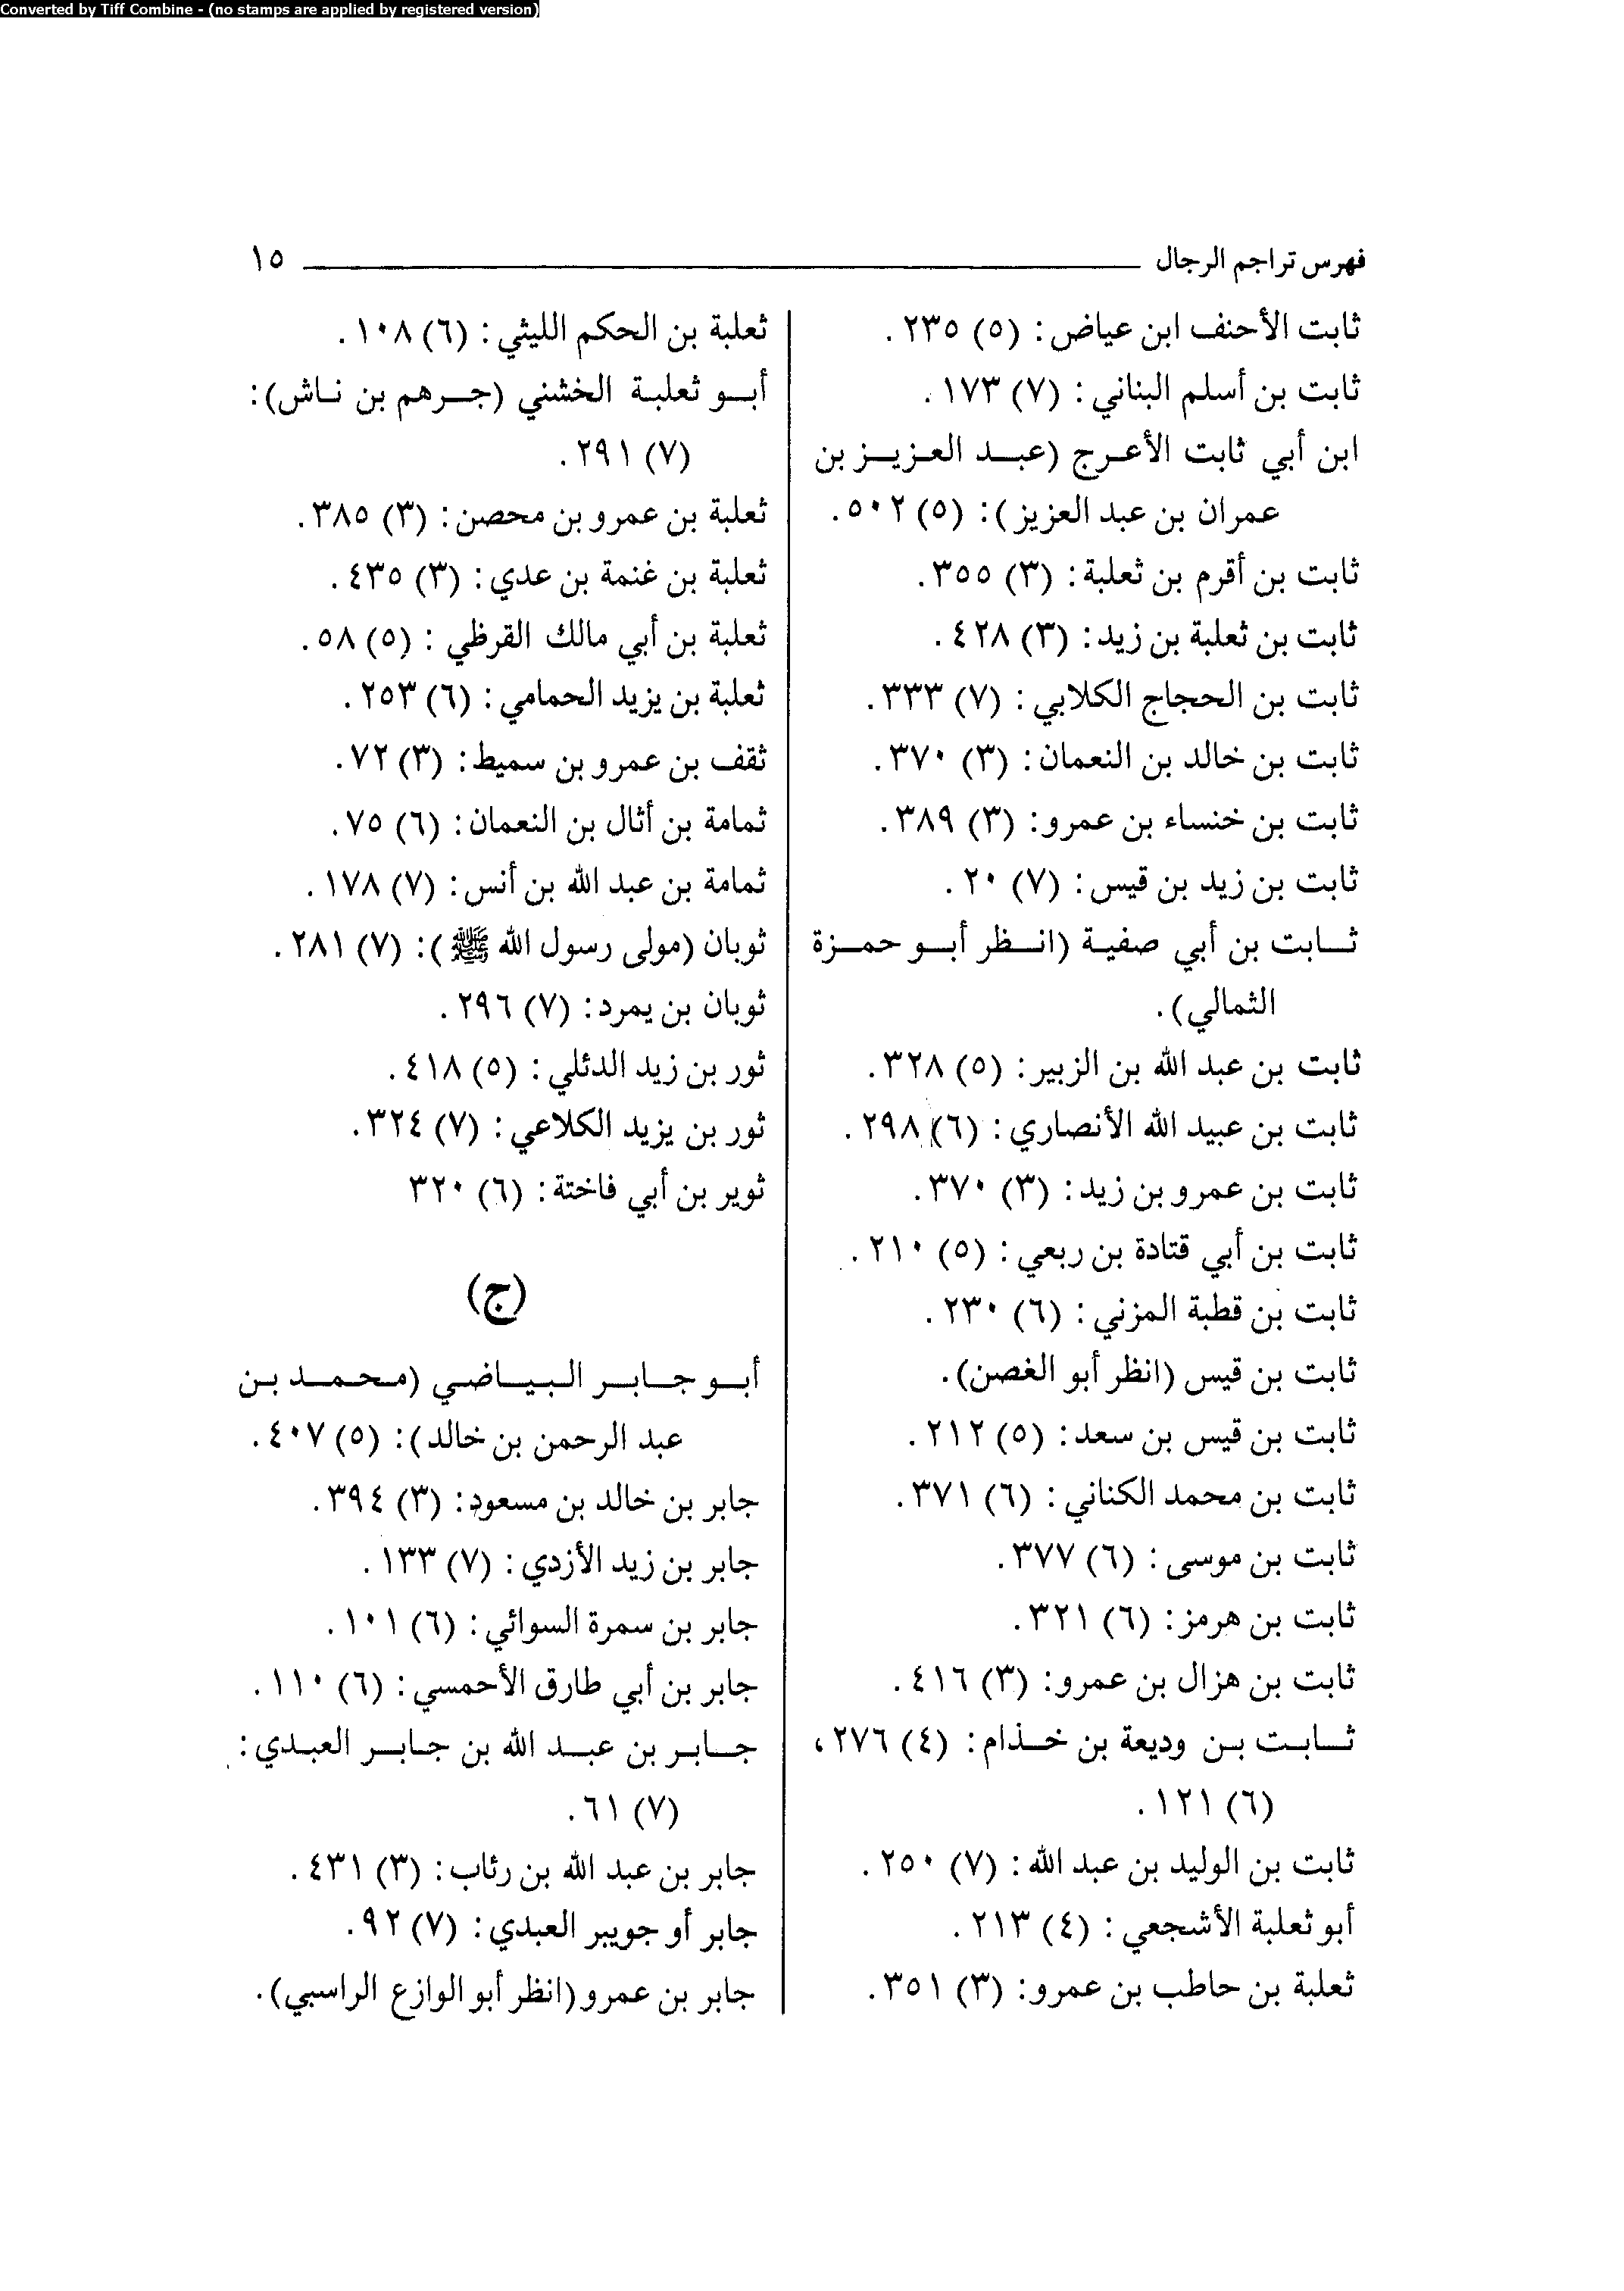 Converted by Tiff Combine - (no stamps are applied by registered version)
فهرس تراجم الرجال ١٥
ثابت الأحنف ابن عياض: (٥) ٢٣٥.
ثابت بن أسلم البناني: (٧) ١٧٣.
ابن أبي ثابت الأعرج (عبد العزيز بن
عمران بن عبد العزيز): (٥) ٥٠٢.
ثابت بن أقرم بن ثعلبة: (٣) ٣٥٥.
ثابت بن ثعلبة بن زيد: (٣) ٤٢٨.
ثابت بن الحجاج الكلابي: (٧) ٣٣٣.
ثابت بن خالد بن النعمان: (٣) ٣٧٠.
ثابت بن خنساء بن عمرو: (٣) ٣٨٩.
ثابت بن زيد بن قيس: (٧) ٢٠.
ثابت بن أبي صفية (انظر أبو حمزة
الثمالي).
ثابت بن عبد الله بن الزبير: (٥) ٣٢٨.
ثابت بن عبيد الله الأنصاري: (٦) ٢٩٨.
ثابت بن عمرو بن زيد: (٣) ٣٧٠.
ثابت بن أبي قتادة بن ربعي: (٥) ٢١٠.
ثابت بن قطبة المزني: (٦) ٢٣٠.
ثابت بن قيس (انظر أبو الغصن).
ثابت بن قيس بن سعد: (٥) ٢١٢.
ثابت بن محمد الكناني: (٦) ٣٧١.
ثابت بن موسى: (٦) ٣٧٧.
ثابت بن هرمز: (٦) ٣٢١.
ثابت بن هزال بن عمرو: (٣) ٤١٦.
ثابت بن وديعة بن خذام: (٤) ٢٧٦،
(٦) ١٢١.
ثابت بن الوليد بن عبد الله: (٧) ٢٥٠.
أبو ثعلبة الأشجعي: (٤) ٢١٣.
ثعلبة بن حاطب بن عمرو: (٣) ٣٥١.
ثعلبة بن الحكم الليثي: (٦) ١٠٨.
أبو ثعلبة الخشني (جرهم بن ناش):
(٧) ٢٩١.
ثعلبة بن عمرو بن محصن: (٣) ٣٨٥.
ثعلبة بن غنمة بن عدي: (٣) ٤٣٥.
ثعلبة بن أبي مالك القرظي: (٥) ٥٨.
ثعلبة بن يزيد الحمامي: (٦) ٢٥٣.
ثقف بن عمرو بن سميط: (٣) ٧٢.
ثمامة بن أثال بن النعمان: (٦) ٧٥.
ثمامة بن عبد الله بن أنس: (٧) ١٧٨.
ثوبان (مولى رسول الله ﷺ): (٧) ٢٨١.
ثوبان بن يمرد: (٧) ٢٩٦.
ثور بن زيد الدئلي: (٥) ٤١٨.
ثور بن يزيد الكلاعي: (٧) ٣٢٤.
ثوير بن أبي فاختة: (٦) ٣٢٠
(ج)
أبو جابر البياضي (محمد بن
عبد الرحمن بن خالد): (٥) ٤٠٧.
جابر بن خالد بن مسعود: (٣) ٣٩٤.
جابر بن زيد الأزدي: (٧) ١٣٣.
جابر بن سمرة السوائي: (٦) ١٠١.
جابر بن أبي طارق الأحمسي: (٦) ١١٠.
جابر بن عبد الله بن جابر العبدي:
(٧) ٦١.
جابر بن عبد الله بن رئاب: (٣) ٤٣١.
جابر أو جويبر العبدي: (٧) ٩٢.
جابر بن عمرو (انظر أبو الوازع الراسبي).